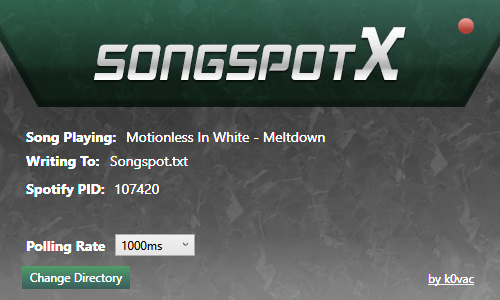 SONGSPOTX
Song Playing: Motionless In White - Meltdown
Writing To: Songspot.txt
Spotify PID: 107420
Polling Rate 1000ms
Change Directory
by k0vac